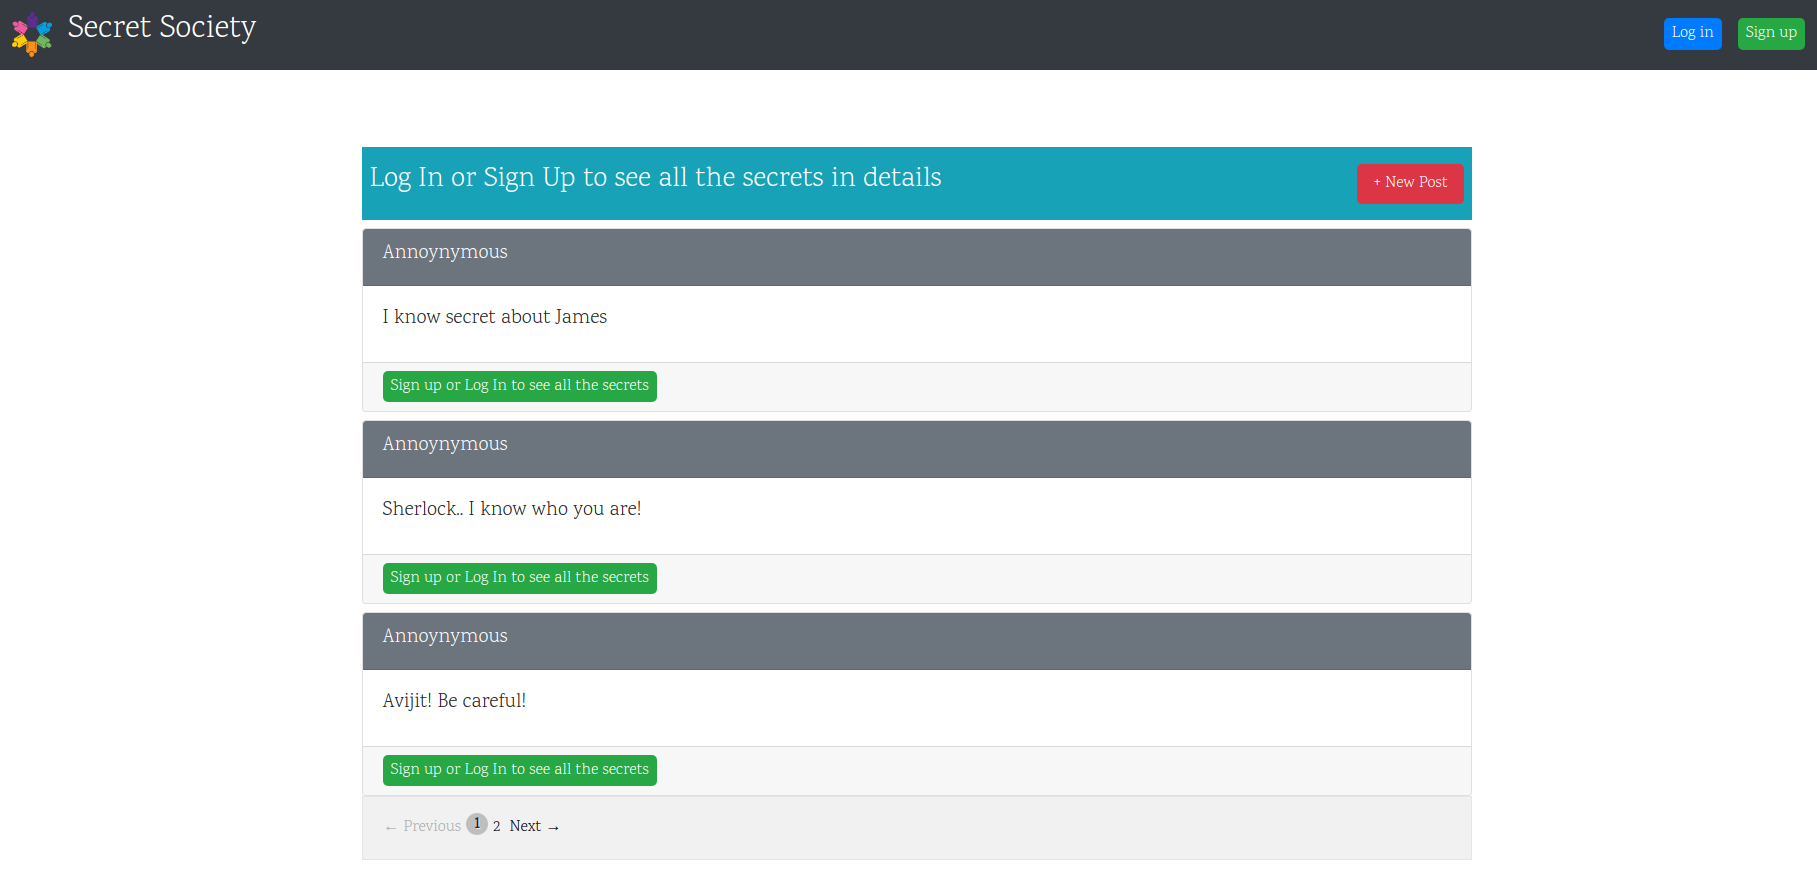 Secret Society
Log in
Sign up
Log In or Sign Up to see all the secrets in details
+ New Post
Annoynymous
I know secret about James
Sign up or Log In to see all the secrets
Annoynymous
Sherlock.. I know who you are!
Sign up or Log In to see all the secrets
Annoynymous
Avijit! Be careful!
Sign up or Log In to see all the secrets
← Previous 1 2 Next →